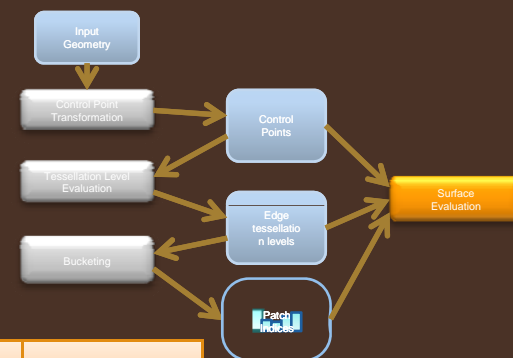 Input
Geometry
Control Point
Transformation
Control
Points
Tessellation Level
Evaluation
Surface
Evaluation
Edge
tessellatio
n levels
Bucketing
Patch
Indices